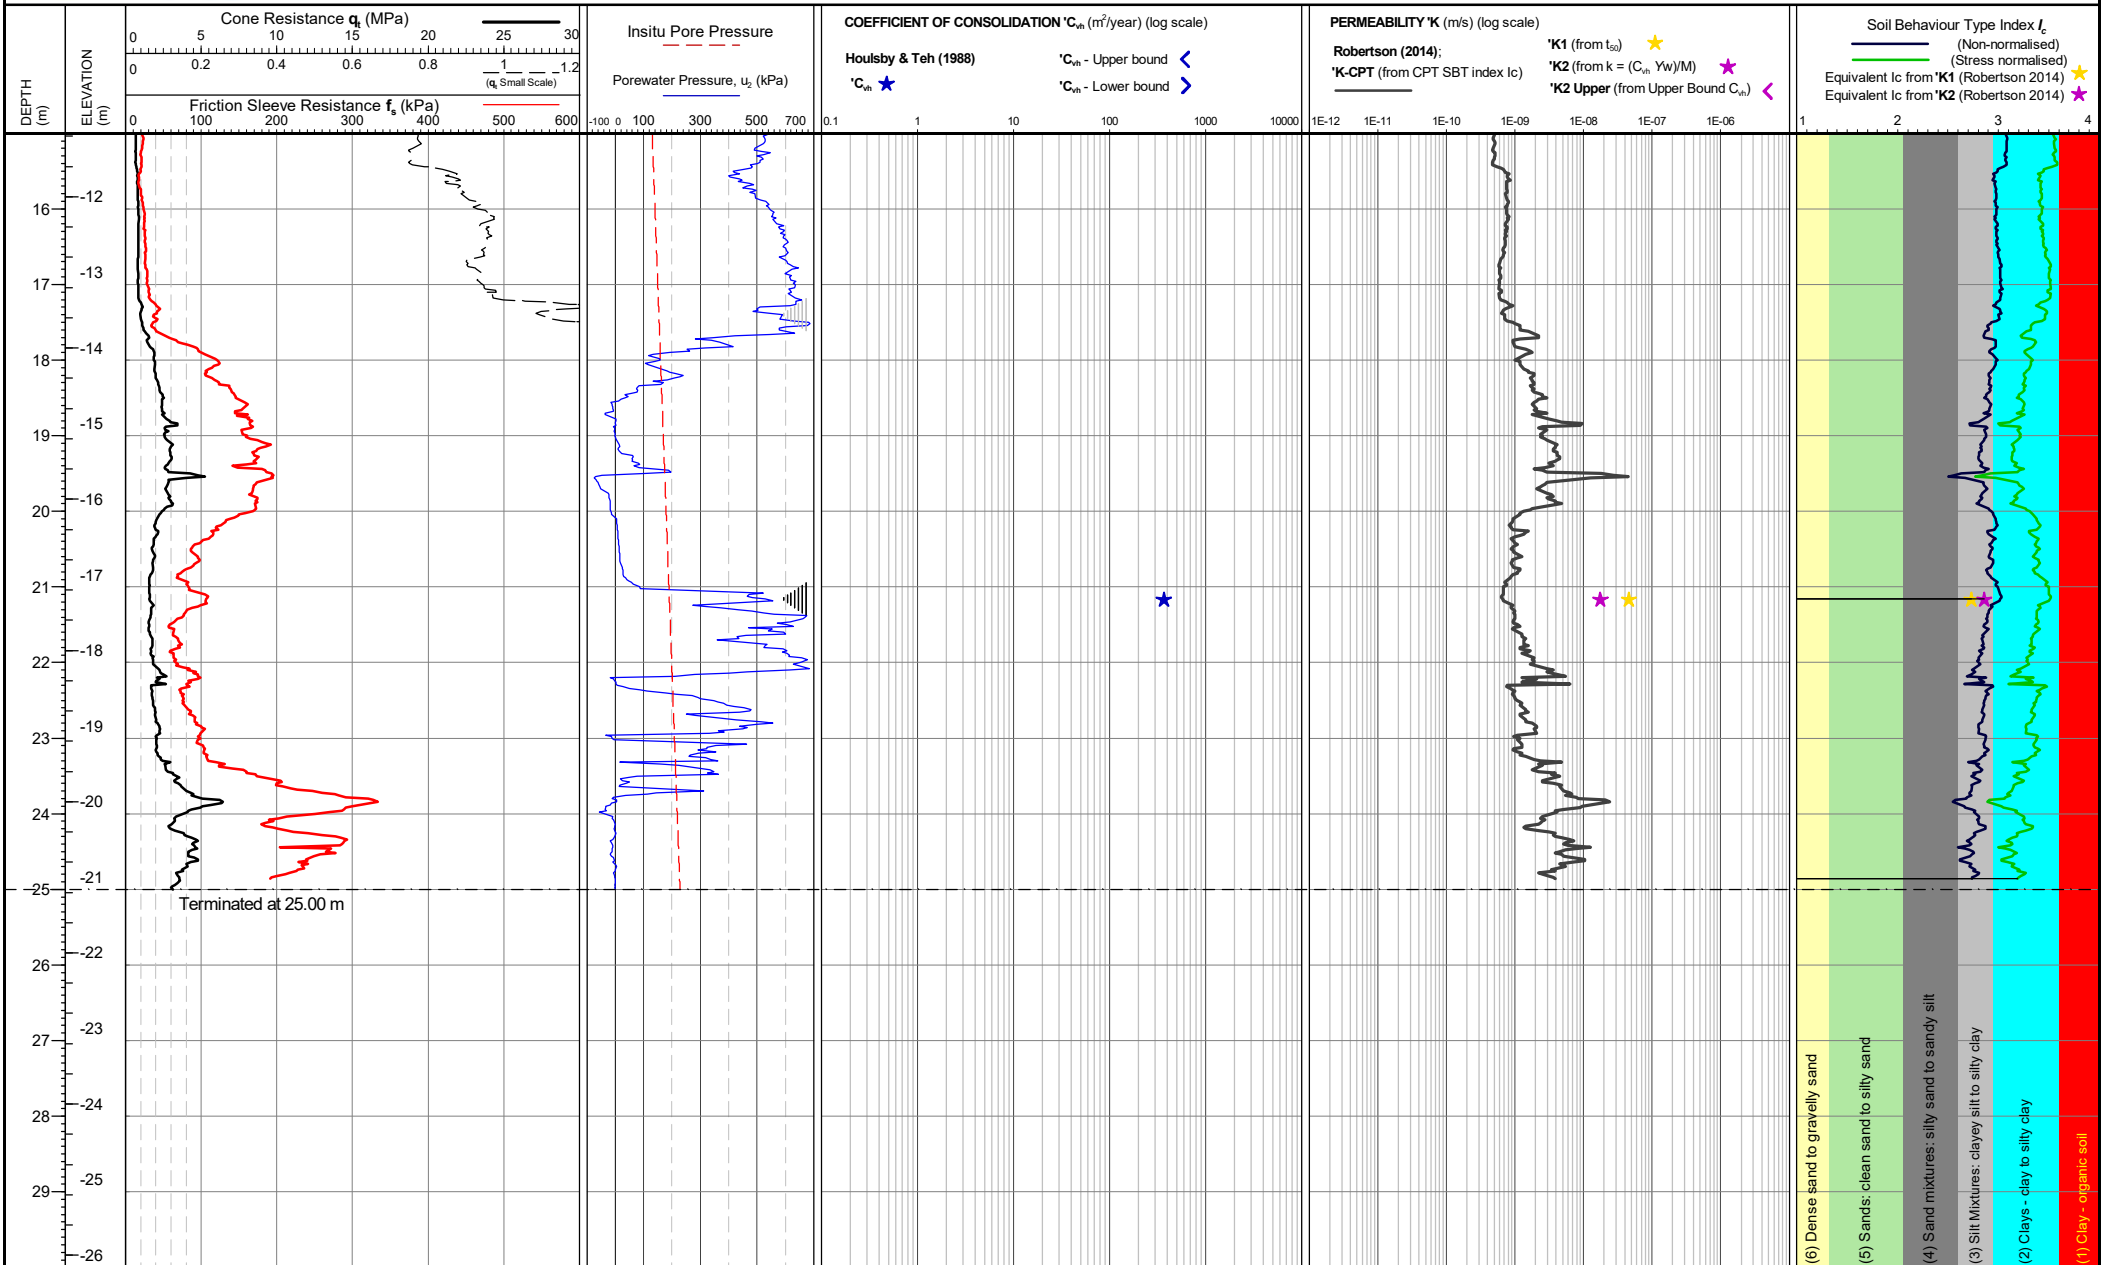 DEPTH (m)
ELEVATION (m)
Cone Resistance qt (MPa)
0 5 10 15 20 25 30
0 0.2 0.4 0.6 0.8 1 1.2
(qt Small Scale)
Friction Sleeve Resistance fs (kPa)
0 100 200 300 400 500 600
Insitu Pore Pressure
Porewater Pressure, u2 (kPa)
-100 0 100 300 500 700
COEFFICIENT OF CONSOLIDATION 'Cvh (m²/year) (log scale)
Houlsby & Teh (1988)
'Cvh
'Cvh - Upper bound
'Cvh - Lower bound
0.1 1 10 100 1000 10000
PERMEABILITY 'K (m/s) (log scale)
Robertson (2014);
'K-CPT (from CPT SBT index Ic)
'K1 (from t50)
'K2 (from k = (Cvh Yw)/M)
'K2 Upper (from Upper Bound Cvh)
1E-12 1E-11 1E-10 1E-09 1E-08 1E-07 1E-06
Soil Behaviour Type Index Ic
(Non-normalised)
(Stress normalised)
Equivalent Ic from 'K1 (Robertson 2014)
Equivalent Ic from 'K2 (Robertson 2014)
1 2 3 4
-12
16
-13
17
-14
18
-15
19
-16
20
-17
21
-18
22
-19
23
-20
24
-21
25
Terminated at 25.00 m
-22
26
-23
27
-24
28
-25
29
-26
(6) Dense sand to gravelly sand
(5) Sands: clean sand to silty sand
(4) Sand mixtures: silty sand to sandy silt
(3) Silt Mixtures: clayey silt to silty clay
(2) Clays - clay to silty clay
(1) Clay - organic soil